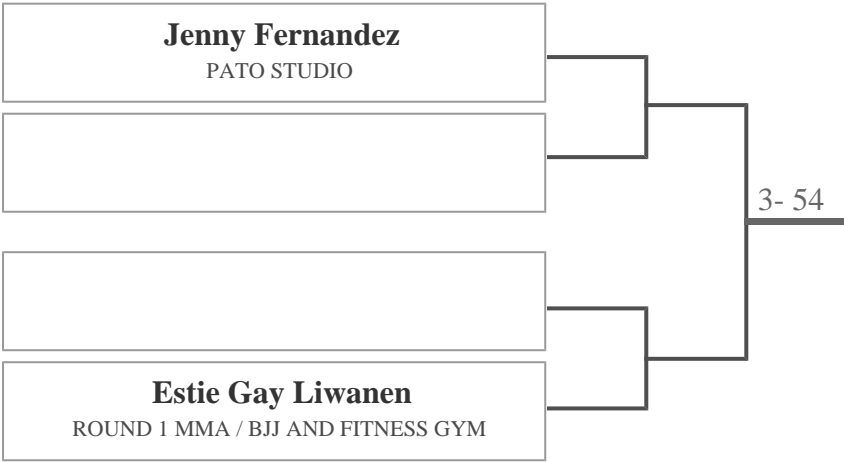 Jenny Fernandez
PATO STUDIO
3- 54
Estie Gay Liwanen
ROUND 1 MMA / BJJ AND FITNESS GYM